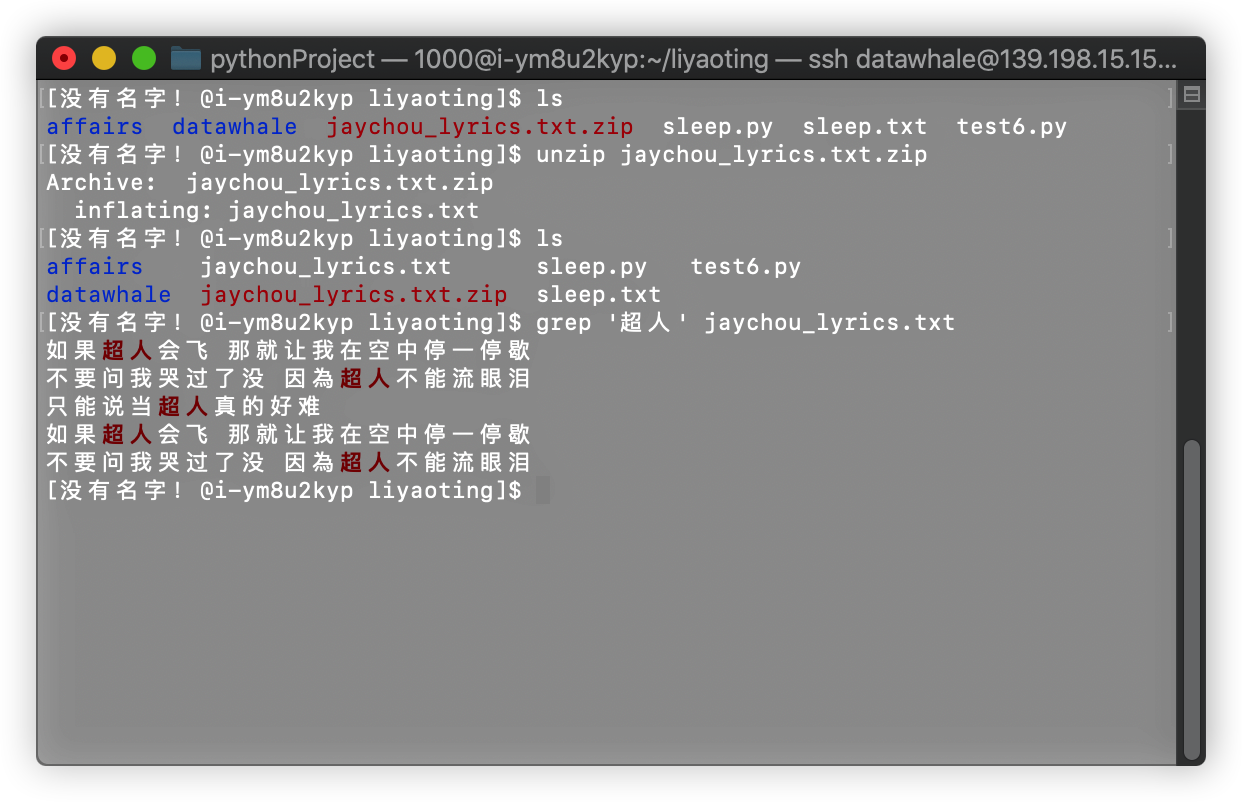 pythonProject — 1000@i-ym8u2kyp:~/liyaoting — ssh datawhale@139.198.15.15...
[[没有名字! @i-ym8u2kyp liyaoting]$ ls ]
affairs  datawhale  jaychou_lyrics.txt.zip  sleep.py  sleep.txt  test6.py
[[没有名字! @i-ym8u2kyp liyaoting]$ unzip jaychou_lyrics.txt.zip ]
Archive:  jaychou_lyrics.txt.zip
  inflating: jaychou_lyrics.txt
[[没有名字! @i-ym8u2kyp liyaoting]$ ls ]
affairs    jaychou_lyrics.txt      sleep.py   test6.py
datawhale  jaychou_lyrics.txt.zip  sleep.txt
[[没有名字! @i-ym8u2kyp liyaoting]$ grep '超人' jaychou_lyrics.txt ]
如果超人会飞 那就让我在空中停一停歇
不要问我哭过了没 因為超人不能流眼泪
只能说当超人真的好难
如果超人会飞 那就让我在空中停一停歇
不要问我哭过了没 因為超人不能流眼泪
[没有名字! @i-ym8u2kyp liyaoting]$